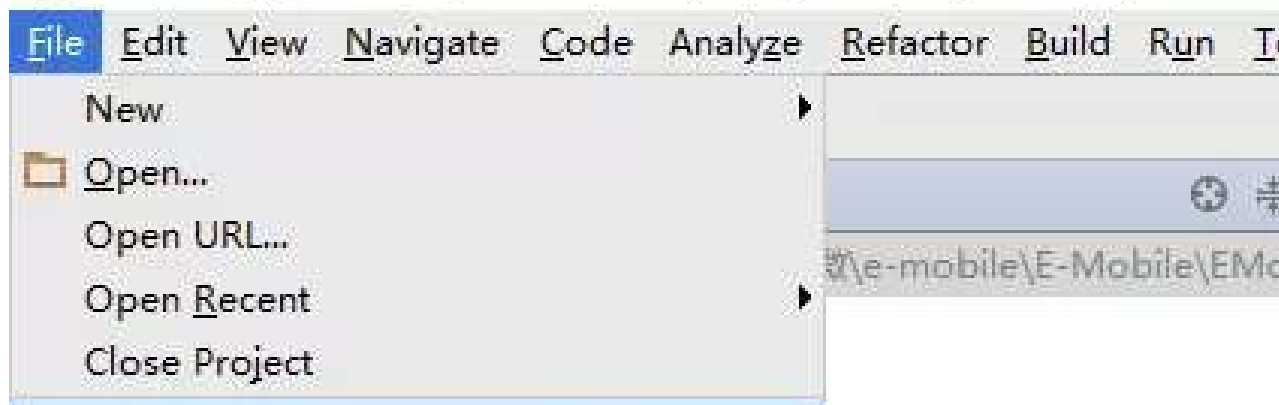 File Edit View Navigate Code Analyze Refactor Build Run
New
Open...
Open URL...
\e-mobile\E-Mobile\EMo
Open Recent
Close Project